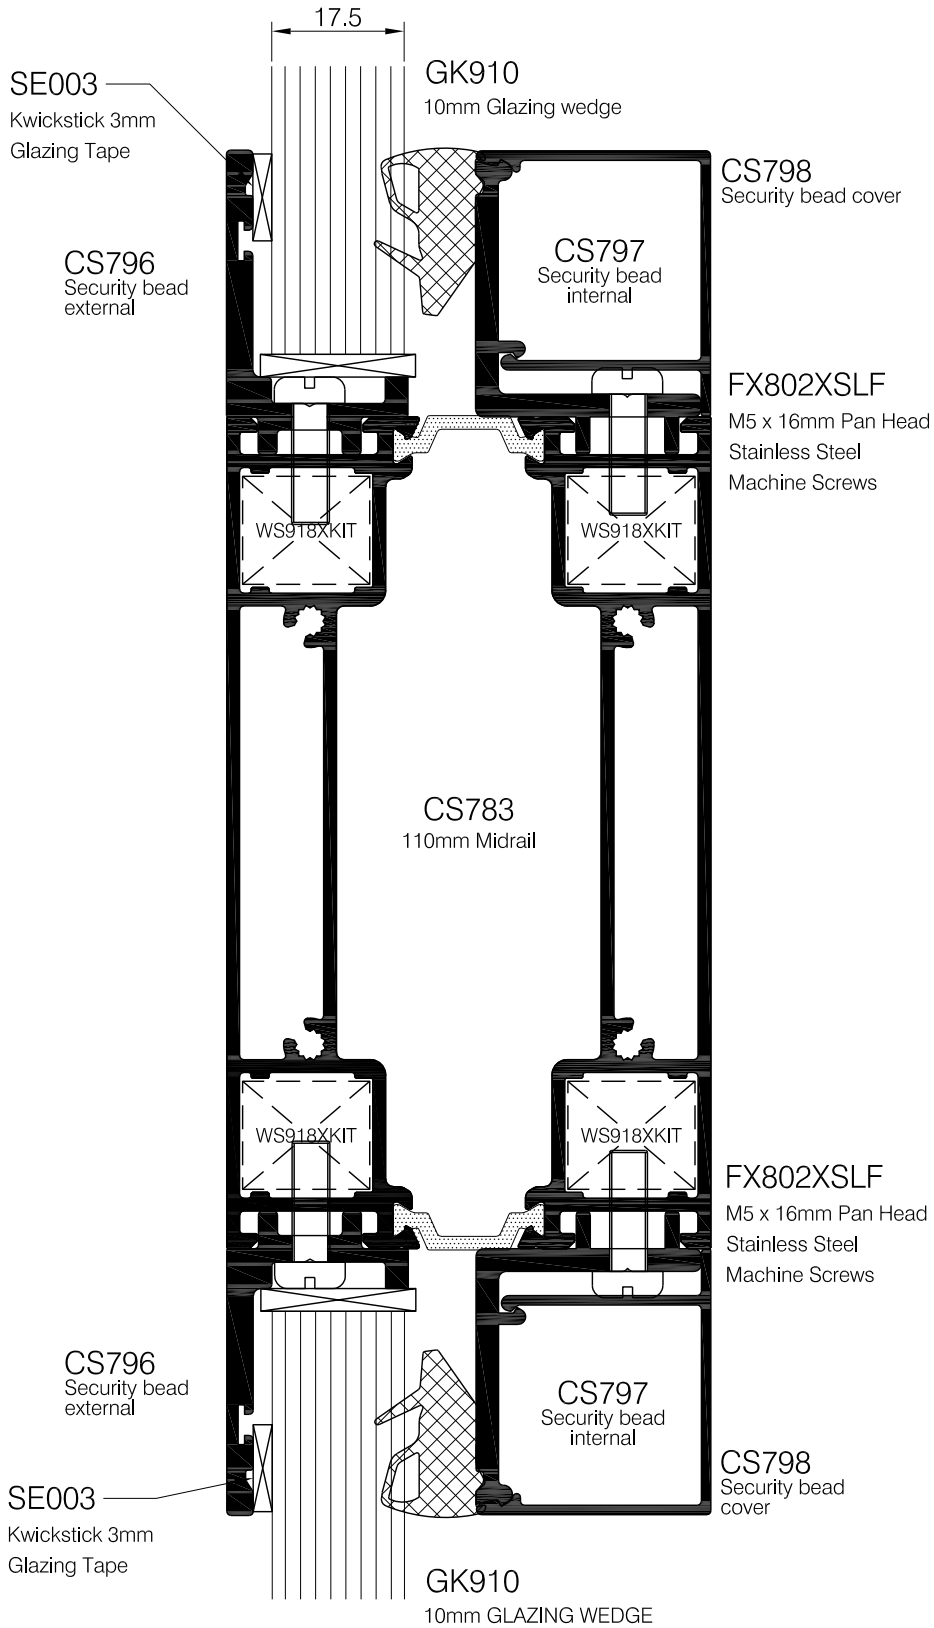 17.5
SE003
Kwickstick 3mm
Glazing Tape
GK910
10mm Glazing wedge
CS798
Security bead cover
CS796
Security bead
external
CS797
Security bead
internal
FX802XSLF
M5 x 16mm Pan Head
Stainless Steel
Machine Screws
WS918XKIT
WS918XKIT
CS783
110mm Midrail
WS918XKIT
WS918XKIT
FX802XSLF
M5 x 16mm Pan Head
Stainless Steel
Machine Screws
CS796
Security bead
external
CS797
Security bead
internal
CS798
Security bead
cover
SE003
Kwickstick 3mm
Glazing Tape
GK910
10mm GLAZING WEDGE